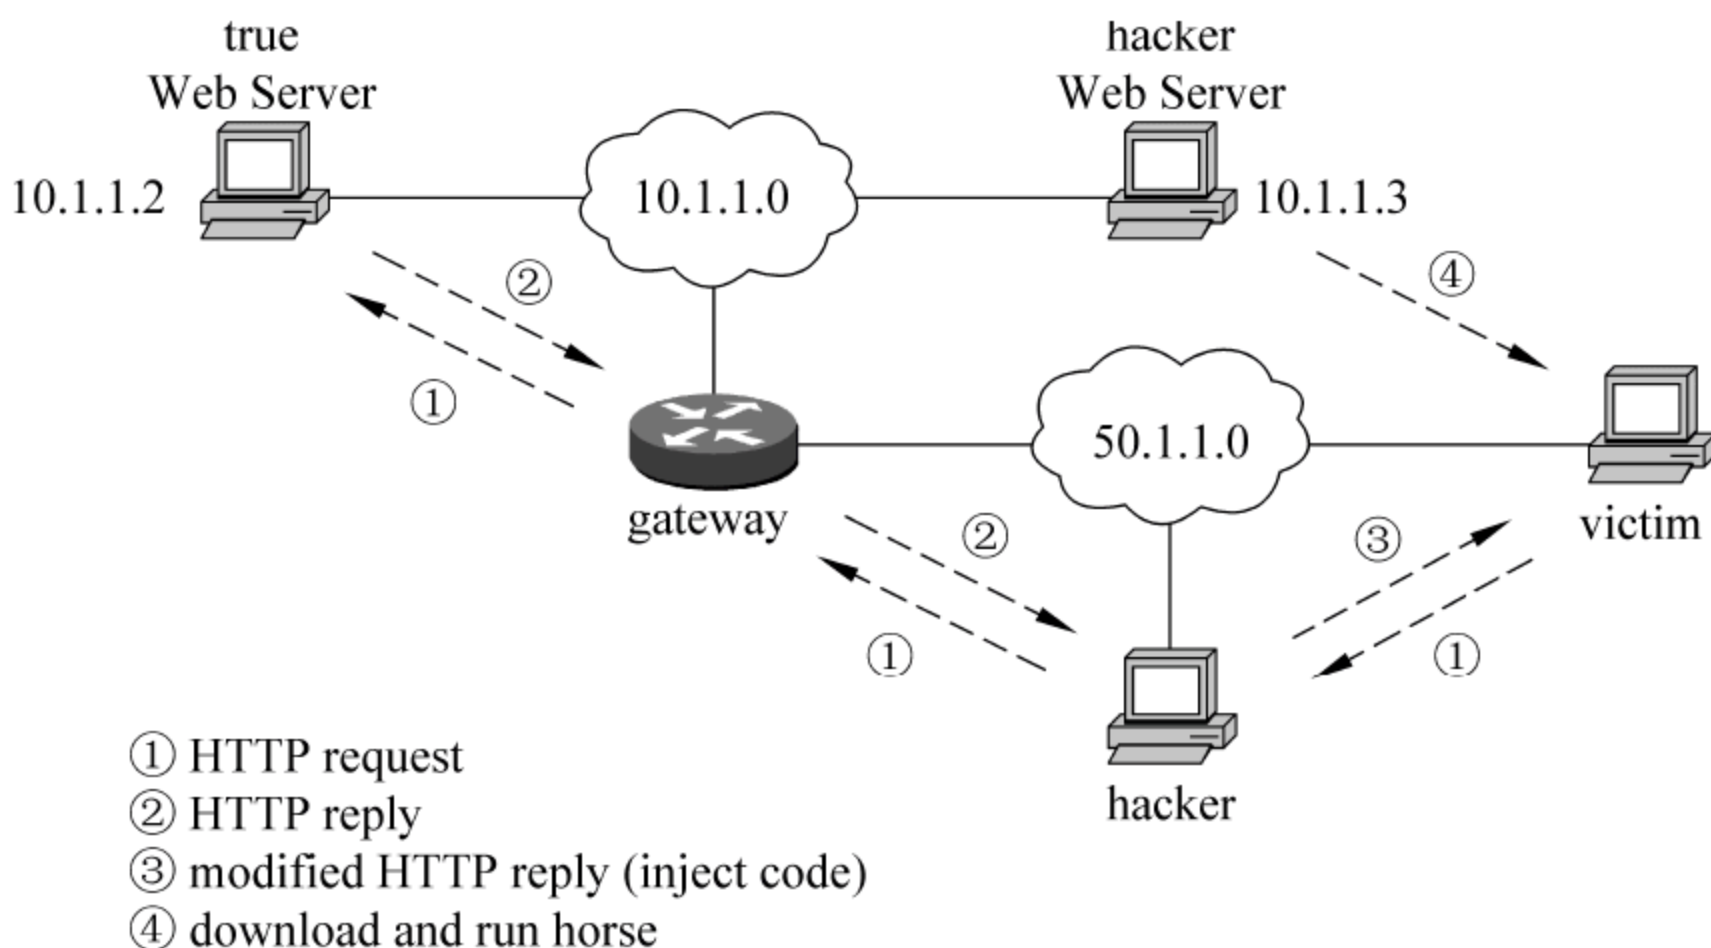 true
Web Server
hacker
Web Server
10.1.1.2
10.1.1.0
10.1.1.3
②
④
①
50.1.1.0
gateway
victim
②
③
①
①
hacker
① HTTP request
② HTTP reply
③ modified HTTP reply (inject code)
④ download and run horse